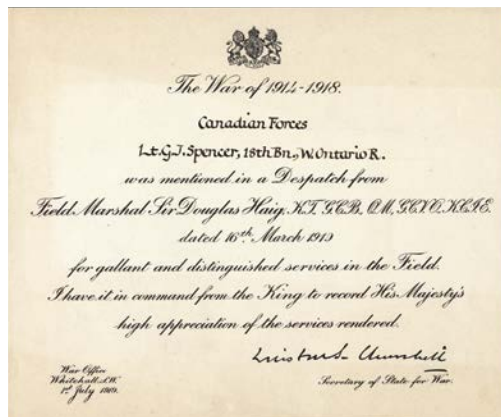 The War of 1914-1918.
Canadian Forces
Lt. G.J. Spencer, 18th Bn., W. Ontario R.
was mentioned in a Despatch from
Field Marshal Sir Douglas Haig, K.T., G.C.B., O.M., G.C.V.O., K.C.I.E.
dated 16th March 1919
for gallant and distinguished services in the Field.
I have it in command from the King to record His Majesty's
high appreciation of the services rendered.
Winston S. Churchill
War Office
Secretary of State for War.
Whitehall, S.W.
1st July 1919.